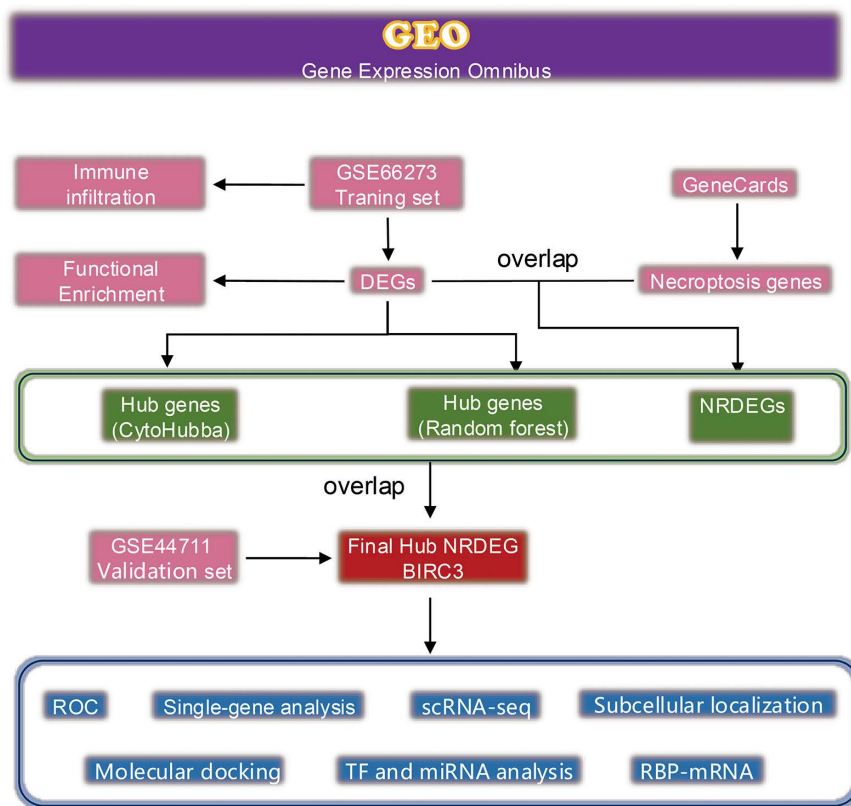 GEO
Gene Expression Omnibus
Immune
infiltration
GSE66273
Traning set
GeneCards
Functional
Enrichment
DEGs
overlap
Necroptosis genes
Hub genes
(CytoHubba)
Hub genes
(Random forest)
NRDEGs
overlap
GSE44711
Validation set
Final Hub NRDEG
BIRC3
ROC
Single-gene analysis
scRNA-seq
Subcellular localization
Molecular docking
TF and miRNA analysis
RBP-mRNA